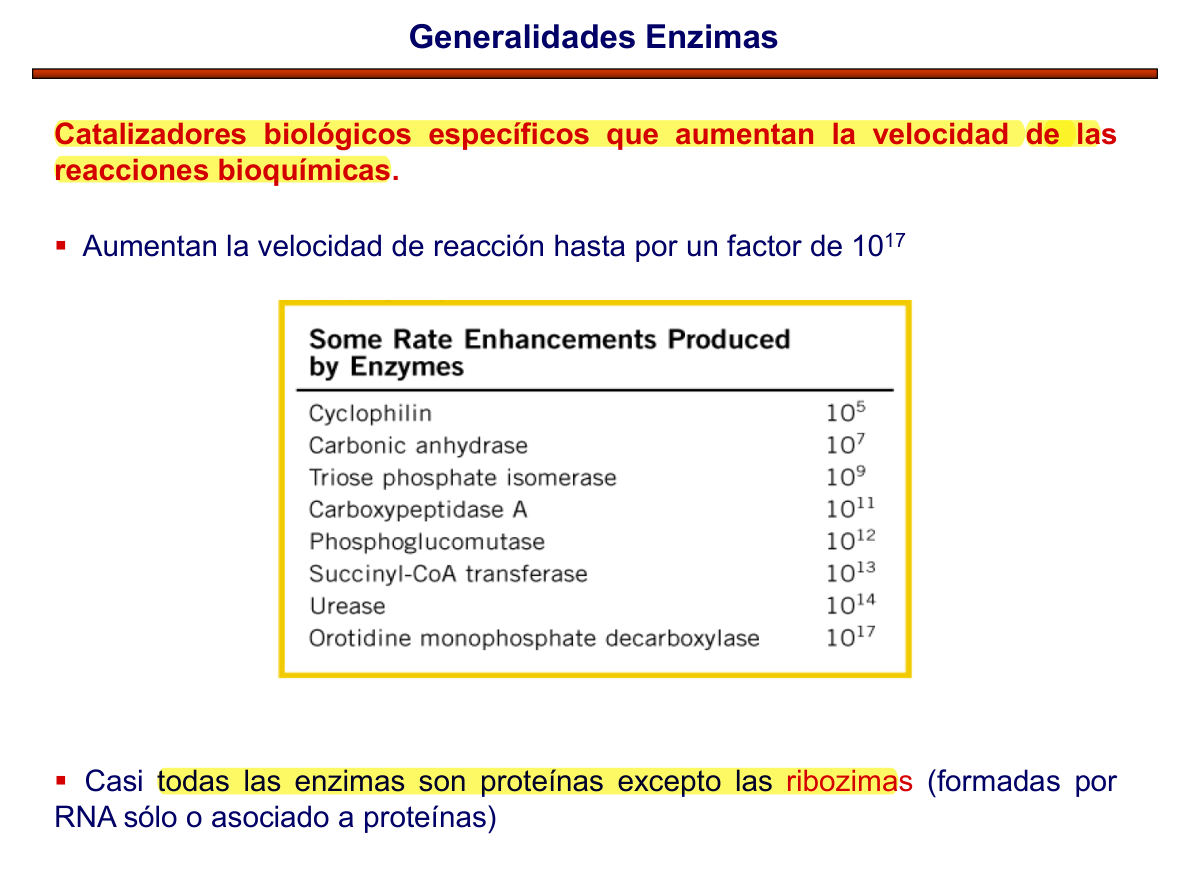 Generalidades Enzimas
Catalizadores biológicos específicos que aumentan la velocidad de las
reacciones bioquímicas.
▪ Aumentan la velocidad de reacción hasta por un factor de 10¹⁷
Some Rate Enhancements Produced
by Enzymes
Cyclophilin 10⁵
Carbonic anhydrase 10⁷
Triose phosphate isomerase 10⁹
Carboxypeptidase A 10¹¹
Phosphoglucomutase 10¹²
Succinyl-CoA transferase 10¹³
Urease 10¹⁴
Orotidine monophosphate decarboxylase 10¹⁷
▪ Casi todas las enzimas son proteínas excepto las ribozimas (formadas por
RNA sólo o asociado a proteínas)